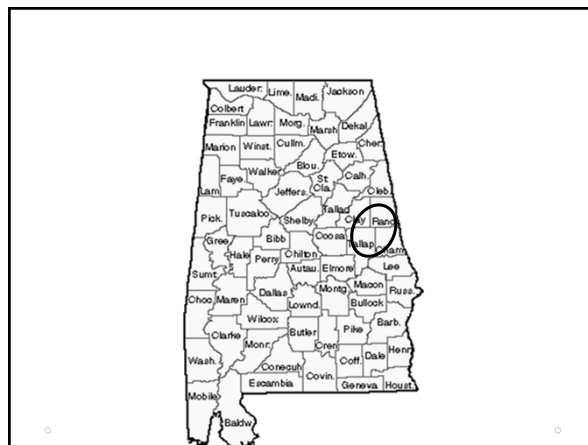 Lauder. Lime. Madi. Jackson
Colbert
Franklin Lawr. Morg. Marsh Dekal.
Marion Winst. Cullm. Etow. Cher.
Blou.
Faye. Walker St Calh.
Lam. Jeffers. Cla. Cleb.
Pick. Tuscaloo Shelby Tallad Clay Rand
Gree Bibb Coosa Tallap Cham.
Hale Perry Chilton Lee
Sumt. Autau. Elmore
Choc. Maren Dallas Montg. Macon Russ.
Lownd. Bullock
Wilcox Butler Pike Barb.
Clarke Monr. Cren Henr
Wash. Conecuh Coff. Dale
Mobile Escambia Covin. Geneva Houst.
Baldw